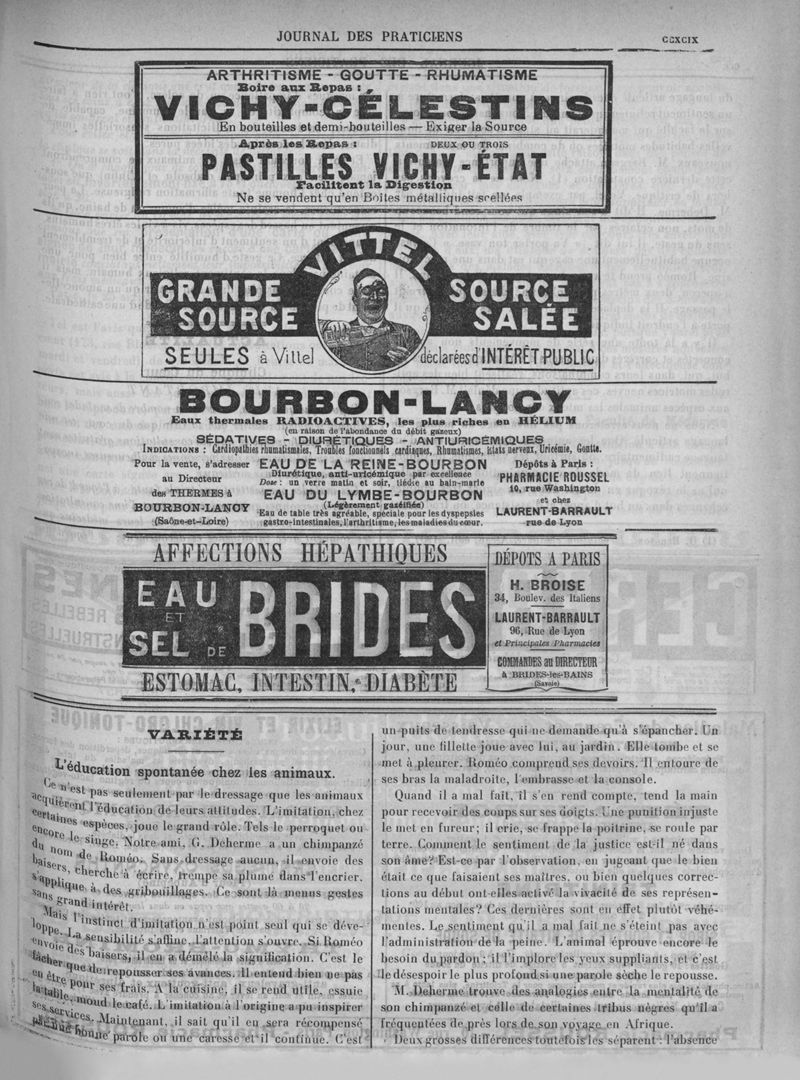 JOURNAL DES PRATICIENS
CCXCIX
ARTHRITISME - GOUTTE - RHUMATISME
Boire aux Repas :
VICHY-CÉLESTINS
En bouteilles et demi-bouteilles — Exiger la Source
Après les Repas : DEUX OU TROIS
PASTILLES VICHY-ÉTAT
Facilitent la Digestion
Ne se vendent qu'en Boîtes métalliques scellées
VITTEL
GRANDE SOURCE
SOURCE SALÉE
SEULES à Vittel déclarées d'INTÉRÊT PUBLIC
BOURBON-LANCY
Eaux thermales RADIOACTIVES, les plus riches en HÉLIUM
(en raison de l'abondance du débit gazeux)
SÉDATIVES - DIURÉTIQUES - ANTIURICÉMIQUES
INDICATIONS : Cardiopathies rhumatismales, Troubles fonctionnels cardiaques, Rhumatismes, États nerveux, Uricémie, Goutte.
Pour la vente, s'adresser
au Directeur
des THERMES à
BOURBON-LANCY
(Saône-et-Loire)
EAU DE LA REINE-BOURBON
Diurétique, anti-uricémique par excellence
Dose : un verre matin et soir, tiédie au bain-marie
EAU DU LYMBE-BOURBON
(Légèrement gazéifiée)
Eau de table très agréable, spéciale pour les dyspepsies
gastro-intestinales, l'arthritisme, les maladies du cœur.
Dépôts à Paris :
PHARMACIE ROUSSEL
10, rue Washington
et chez
LAURENT-BARRAULT
rue de Lyon
AFFECTIONS HÉPATHIQUES
EAU ET SEL DE BRIDES
ESTOMAC, INTESTIN, DIABÈTE
DÉPOTS A PARIS
H. BROISE
34, Boulev. des Italiens
LAURENT-BARRAULT
96, Rue de Lyon
et Principales Pharmacies
COMMANDES au DIRECTEUR
à BRIDES-les-BAINS
(Savoie)
VARIÉTÉ
L'éducation spontanée chez les animaux.
Ce n'est pas seulement par le dressage que les animaux
acquièrent l'éducation de leurs attitudes. L'imitation, chez
certaines espèces, joue le grand rôle. Tels le perroquet ou
encore le singe. Notre ami, G. Deherme a un chimpanzé
du nom de Roméo. Sans dressage aucun, il envoie des
baisers, cherche à écrire, trempe sa plume dans l'encrier,
s'applique à des gribouillages. Ce sont là menus gestes
sans grand intérêt.
Mais l'instinct d'imitation n'est point seul qui se déve-
loppe. La sensibilité s'affine, l'attention s'ouvre. Si Roméo
envoie des baisers, il en a démêlé la signification. C'est le
fâcher que de repousser ses avances. Il entend bien ne pas
en être pour ses frais. A la cuisine, il se rend utile, essuie
la table, moud le café. L'imitation à l'origine a pu inspirer
ses services. Maintenant, il sait qu'il en sera récompensé
par une bonne parole ou une caresse et il continue. C'est
un puits de tendresse qui ne demande qu'à s'épancher. Un
jour, une fillette joue avec lui, au jardin. Elle tombe et se
met à pleurer. Roméo comprend ses devoirs. Il entoure de
ses bras la maladroite, l'embrasse et la console.
Quand il a mal fait, il s'en rend compte, tend la main
pour recevoir des coups sur ses doigts. Une punition injuste
le met en fureur; il crie, se frappe la poitrine, se roule par
terre. Comment le sentiment de la justice est-il né dans
son âme? Est-ce par l'observation, en jugeant que le bien
était ce que faisaient ses maîtres, ou bien quelques correc-
tions au début ont-elles activé la vivacité de ses représen-
tations mentales? Ces dernières sont en effet plutôt véhé-
mentes. Le sentiment qu'il a mal fait ne s'éteint pas avec
l'administration de la peine. L'animal éprouve encore le
besoin du pardon; il l'implore les yeux suppliants, et c'est
le désespoir le plus profond si une parole sèche le repousse.
M. Deherme trouve des analogies entre la mentalité de
son chimpanzé et celle de certaines tribus nègres qu'il a
fréquentées de près lors de son voyage en Afrique.
Deux grosses différences toutefois les séparent : l'absence